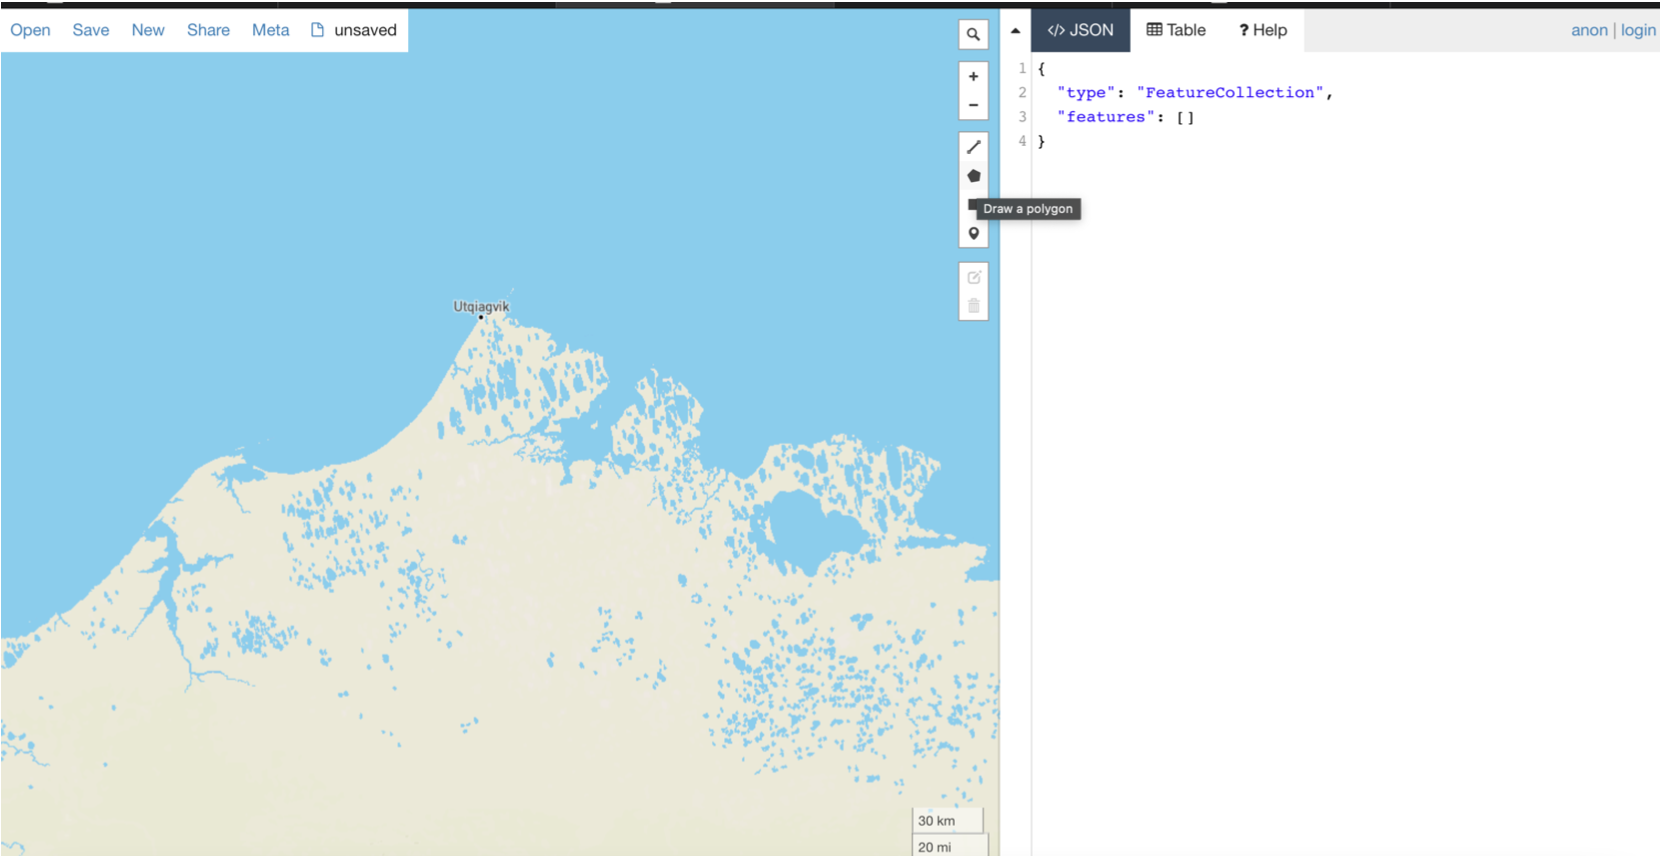 Open Save New Share Meta unsaved
</> JSON Table ? Help
anon | login
1 {
2 "type": "FeatureCollection",
3 "features": []
4 }
Draw a polygon
Utqiagvik
30 km
20 mi